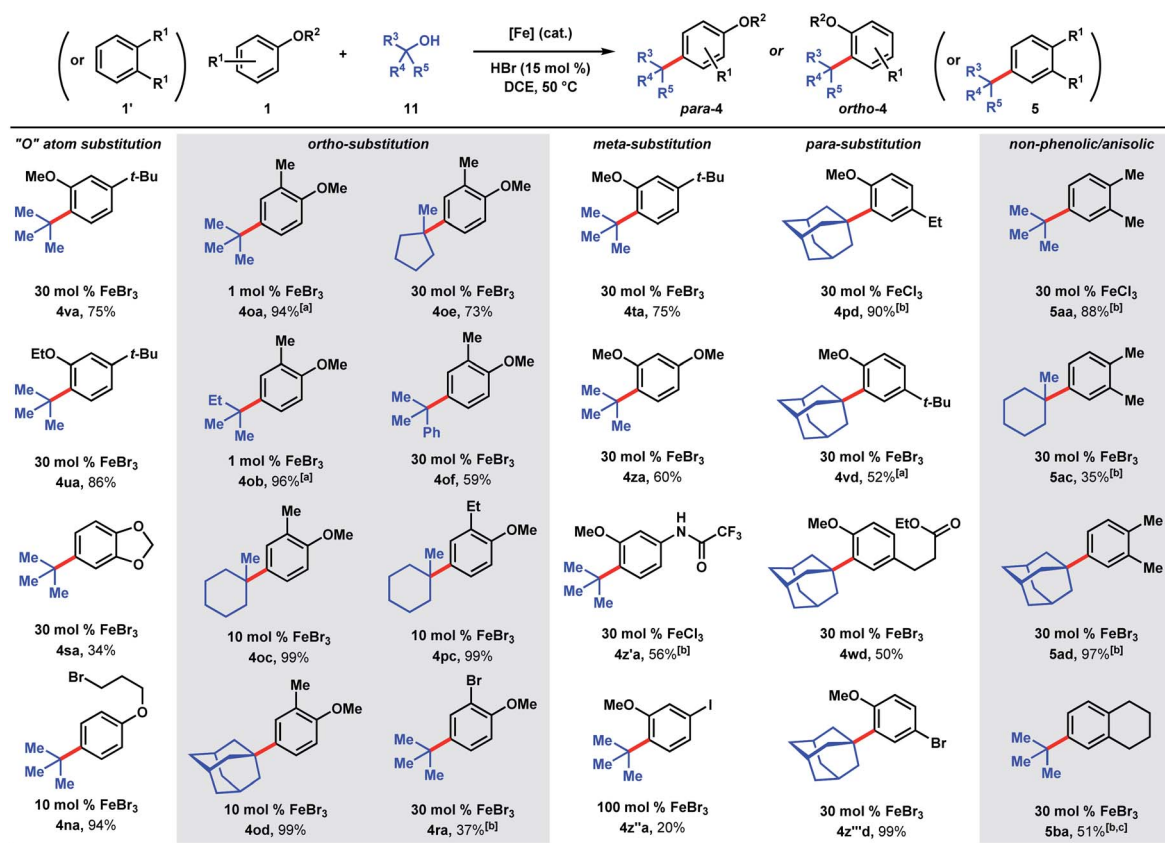 ( or R¹ R¹ ) R¹ OR² + R³ OH R⁴ R⁵ [Fe] (cat.) R³ R⁴ R⁵ OR² R¹ or R²O R³ R⁴ R⁵ R¹ ( or R³ R⁴ R⁵ R¹ R¹ )
HBr (15 mol %)
DCE, 50 °C
1' 1 11 para-4 ortho-4 5
"O" atom substitution ortho-substitution meta-substitution para-substitution non-phenolic/anisolic
MeO t-Bu Me Me Me
Me OMe Me Me Me
Me OMe Me
MeO t-Bu Me Me Me
MeO Et
Me Me Me Me Me
30 mol % FeBr₃ 1 mol % FeBr₃ 30 mol % FeBr₃ 30 mol % FeBr₃ 30 mol % FeCl₃ 30 mol % FeCl₃
4va, 75% 4oa, 94%[a] 4oe, 73% 4ta, 75% 4pd, 90%[b] 5aa, 88%[b]
EtO t-Bu Me Me Me
Me OMe Et Me Me
Me OMe Me Me Ph
MeO OMe Me Me Me
MeO t-Bu
Me Me Me
30 mol % FeBr₃ 1 mol % FeBr₃ 30 mol % FeBr₃ 30 mol % FeBr₃ 30 mol % FeBr₃ 30 mol % FeBr₃
4ua, 86% 4ob, 96%[a] 4of, 59% 4za, 60% 4vd, 52%[a] 5ac, 35%[b]
O O Me Me Me
Me OMe Me
Et OMe Me
MeO H N O CF₃ Me Me Me
MeO EtO O
Me Me
30 mol % FeBr₃ 10 mol % FeBr₃ 10 mol % FeBr₃ 30 mol % FeCl₃ 30 mol % FeBr₃ 30 mol % FeBr₃
4sa, 34% 4oc, 99% 4pc, 99% 4z'a, 56%[b] 4wd, 50% 5ad, 97%[b]
Br O Me Me Me
Me OMe
Br OMe Me Me Me
MeO I Me Me Me
MeO Br
Me Me Me
10 mol % FeBr₃ 10 mol % FeBr₃ 30 mol % FeBr₃ 100 mol % FeBr₃ 30 mol % FeBr₃ 30 mol % FeBr₃
4na, 94% 4od, 99% 4ra, 37%[b] 4z''a, 20% 4z'''d, 99% 5ba, 51%[b,c]